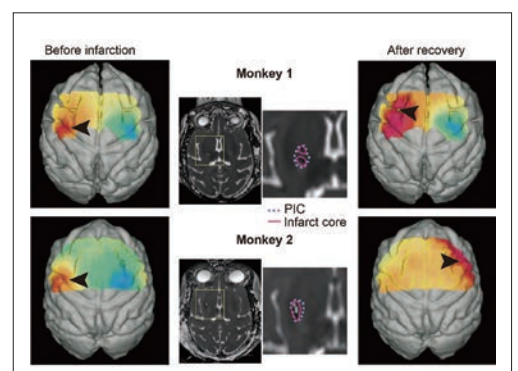 Before infarction
After recovery
Monkey 1
PIC
Infarct core
Monkey 2